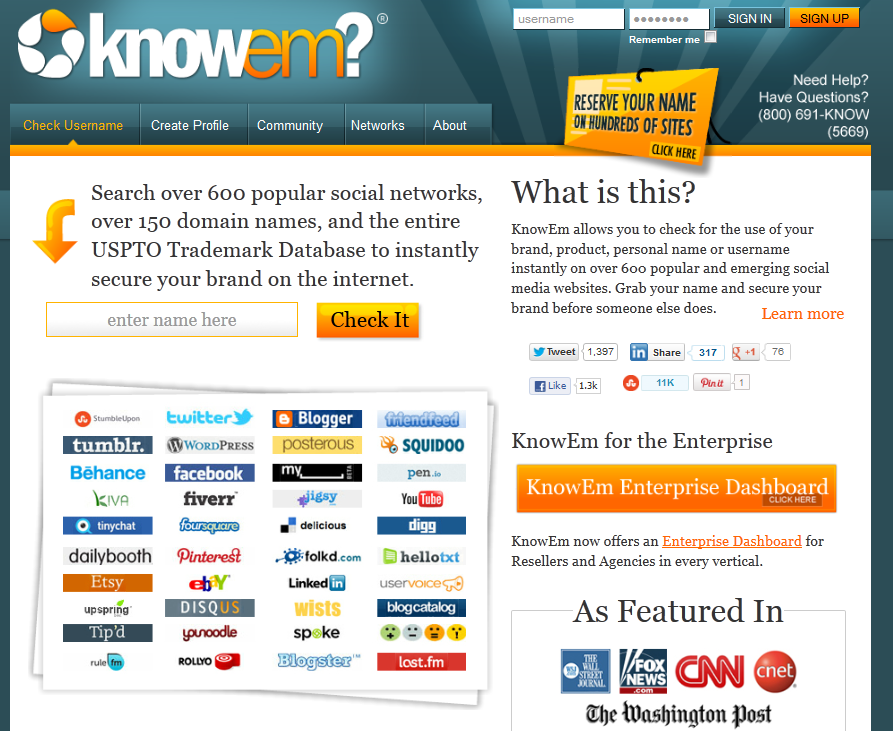 knowem?®
username
••••••••
SIGN IN
SIGN UP
Remember me
RESERVE YOUR NAME
ON HUNDREDS OF SITES
CLICK HERE
Need Help?
Have Questions?
(800) 691-KNOW
(5669)
Check Username
Create Profile
Community
Networks
About
Search over 600 popular social networks,
over 150 domain names, and the entire
USPTO Trademark Database to instantly
secure your brand on the internet.
enter name here
Check It
StumbleUpon twitter Blogger friendfeed
tumblr. WORDPRESS posterous SQUIDOO
Bēhance facebook my BETA pen.io
KIVA fiverr™ jigsy YouTube
tinychat foursquare delicious digg
dailybooth Pinterest folkd.com hellotxt
Etsy ebaY™ LinkedIn uservoice
upspring DISQUS wists blogcatalog
Tip'd younoodle spoke
rulefm ROLLYO Blogster™ last.fm
What is this?
KnowEm allows you to check for the use of your
brand, product, personal name or username
instantly on over 600 popular and emerging social
media websites. Grab your name and secure your
brand before someone else does.
Learn more
Tweet 1,397 in Share 317 g +1 76
f Like 1.3k 11K Pin it 1
KnowEm for the Enterprise
KnowEm Enterprise Dashboard
CLICK HERE
KnowEm now offers an Enterprise Dashboard for
Resellers and Agencies in every vertical.
As Featured In
THE WALL STREET JOURNAL
FOX NEWS .com
CNN
cnet
The Washington Post